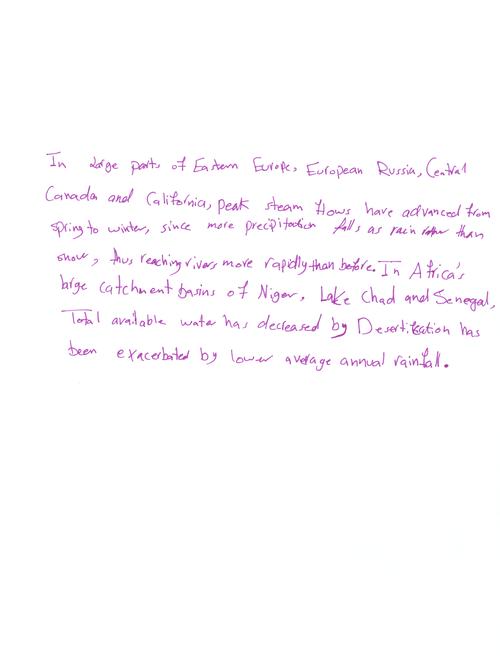 In large parts of Eastern Europe, European Russia, Central
Canada and California, peak steam flows have advanced from
spring to winter, since more precipitation falls as rain rather than
snow, thus reaching rivers more rapidly than before. In Africa's
large catchment basins of Niger, Lake Chad and Senegal,
Total available water has decreased by Desertification has
been exacerbated by lower average annual rainfall.